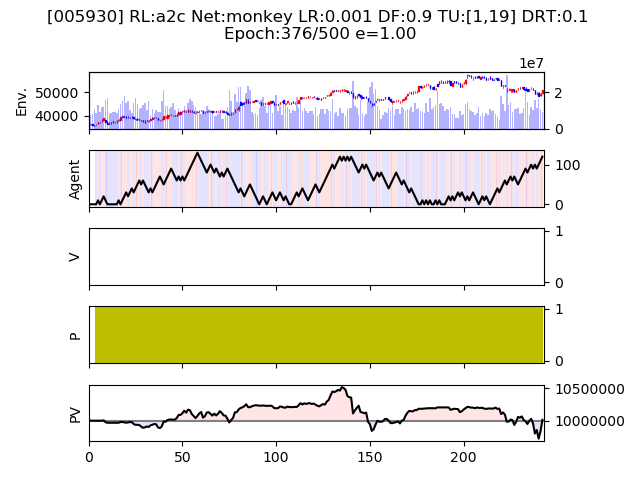 [005930] RL:a2c Net:monkey LR:0.001 DF:0.9 TU:[1,19] DRT:0.1
Epoch:376/500 e=1.00
1e7
Env.
50000
40000
2
0
Agent
100
0
V
1
0
P
1
0
PV
10500000
10000000
0
50
100
150
200